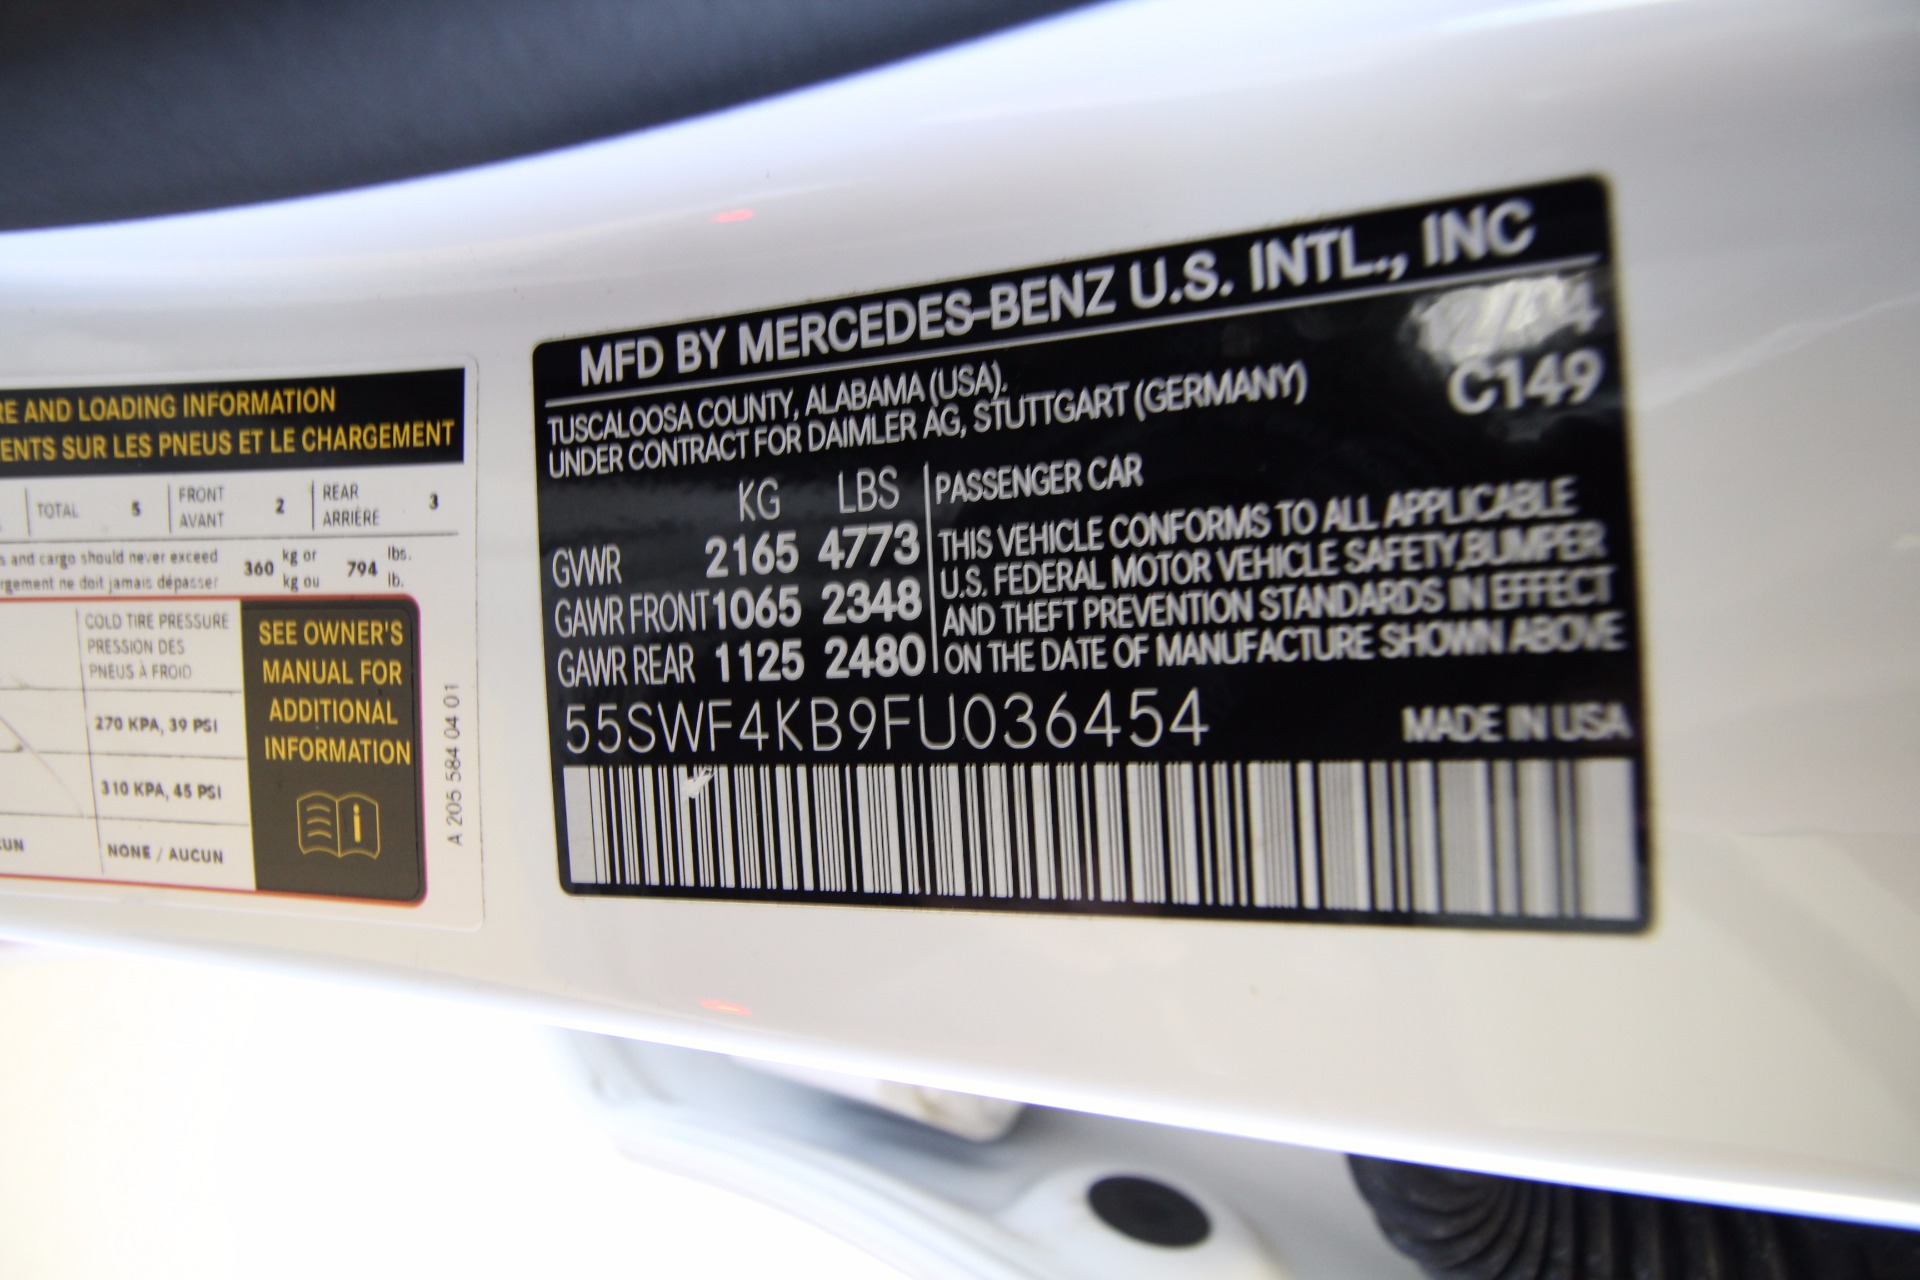 RE AND LOADING INFORMATION
ENTS SUR LES PNEUS ET LE CHARGEMENT
TOTAL 5 FRONT AVANT 2 REAR ARRIÈRE 3
and cargo should never exceed 360 kg or 794 lbs.
rgement ne doit jamais dépasser kg ou lb.
COLD TIRE PRESSURE
PRESSION DES
PNEUS À FROID
270 KPA, 39 PSI
310 KPA, 45 PSI
NONE / AUCUN
SEE OWNER'S
MANUAL FOR
ADDITIONAL
INFORMATION
A 205 584 04 01
MFD BY MERCEDES-BENZ U.S. INTL., INC
TUSCALOOSA COUNTY, ALABAMA (USA).
UNDER CONTRACT FOR DAIMLER AG, STUTTGART (GERMANY)
C149
KG LBS
GVWR 2165 4773
GAWR FRONT 1065 2348
GAWR REAR 1125 2480
PASSENGER CAR
THIS VEHICLE CONFORMS TO ALL APPLICABLE
U.S. FEDERAL MOTOR VEHICLE SAFETY,BUMPER
AND THEFT PREVENTION STANDARDS IN EFFECT
ON THE DATE OF MANUFACTURE SHOWN ABOVE
55SWF4KB9FU036454
MADE IN USA